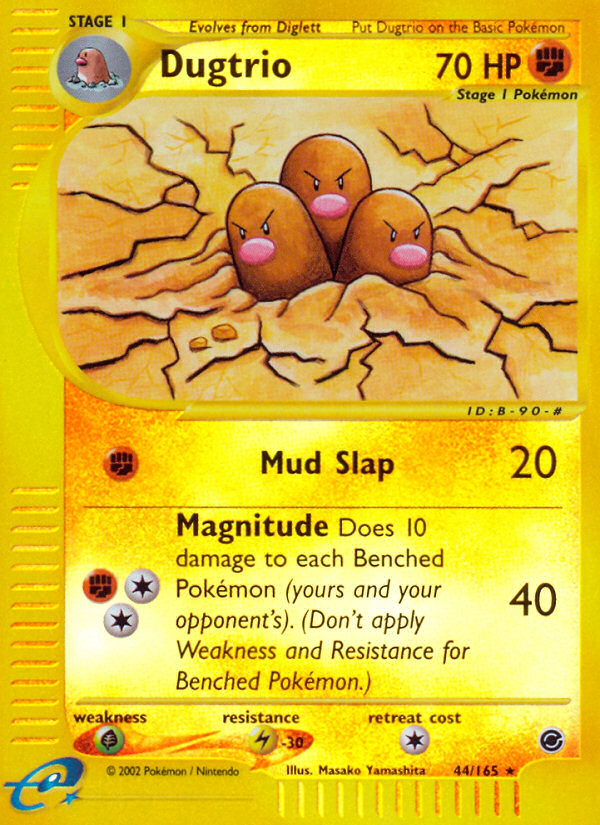 STAGE 1
Evolves from Diglett Put Dugtrio on the Basic Pokémon
Dugtrio 70 HP
Stage 1 Pokémon
ID:B-90-#
Mud Slap 20
Magnitude Does 10
damage to each Benched
Pokémon (yours and your
opponent's). (Don't apply
Weakness and Resistance for
Benched Pokémon.)
40
weakness resistance retreat cost
-30
© 2002 Pokémon / Nintendo Illus. Masako Yamashita 44/165 ★
e